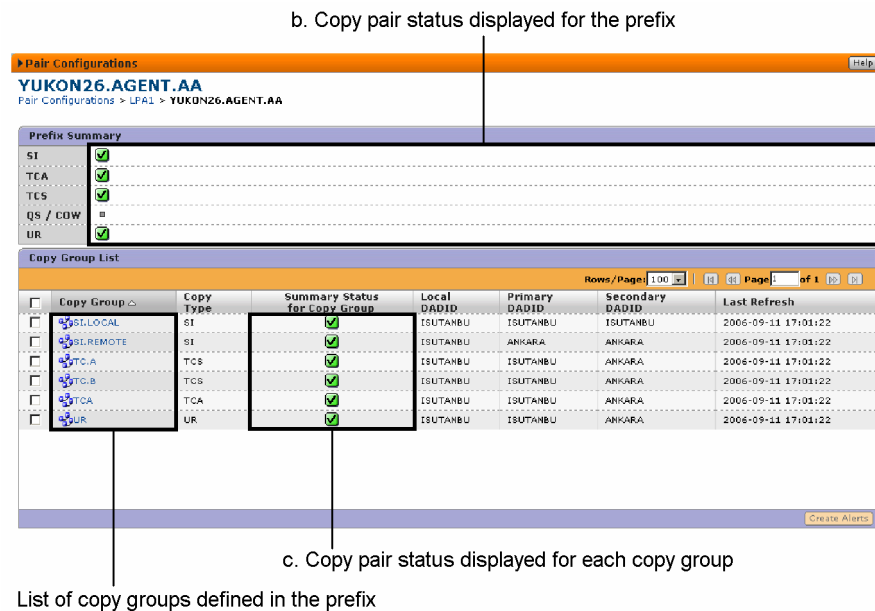 b. Copy pair status displayed for the prefix
Pair Configurations
Help
YUKON26.AGENT.AA
Pair Configurations > LPA1 > YUKON26.AGENT.AA
Prefix Summary
SI
TCA
TCS
QS / COW
UR
Copy Group List
Rows/Page: 100 Page 1 of 1
Copy Group Copy Type Summary Status for Copy Group Local DADID Primary DADID Secondary DADID Last Refresh
SI.LOCAL SI ISUTANBU ISUTANBU ISUTANBU 2006-09-11 17:01:22
SI.REMOTE SI ISUTANBU ANKARA ANKARA 2006-09-11 17:01:22
TC.A TCS ISUTANBU ISUTANBU ANKARA 2006-09-11 17:01:22
TC.B TCS ISUTANBU ISUTANBU ANKARA 2006-09-11 17:01:22
TCA TCA ISUTANBU ISUTANBU ANKARA 2006-09-11 17:01:22
UR UR ISUTANBU ISUTANBU ANKARA 2006-09-11 17:01:22
Create Alerts
c. Copy pair status displayed for each copy group
List of copy groups defined in the prefix